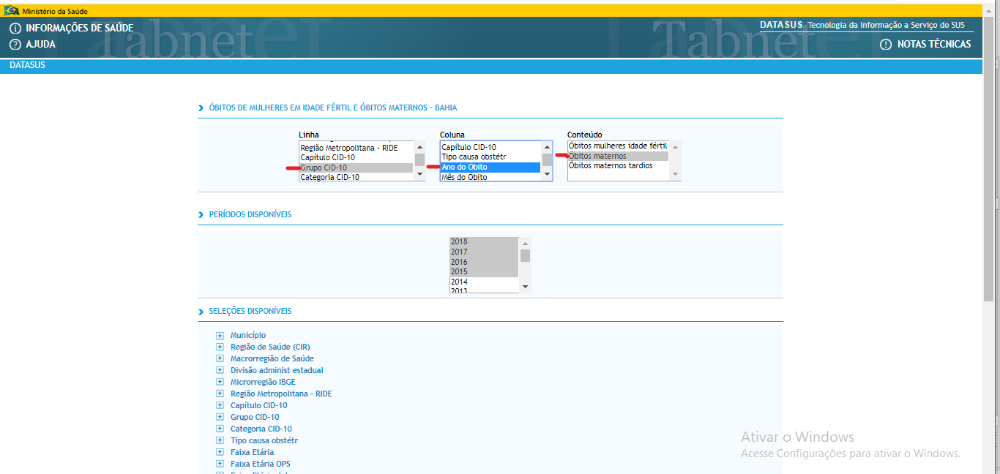 Ministério da Saúde
INFORMAÇÕES DE SAÚDE
AJUDA
Tabnet
Tabnet
DATASUS Tecnologia da Informação a Serviço do SUS
NOTAS TÉCNICAS
DATASUS
ÓBITOS DE MULHERES EM IDADE FÉRTIL E ÓBITOS MATERNOS - BAHIA
Linha
Região Metropolitana - RIDE
Capítulo CID-10
Grupo CID-10
Categoria CID-10
Coluna
Capítulo CID-10
Tipo causa obstétr
Ano do Óbito
Mês do Óbito
Conteúdo
Óbitos mulheres idade fértil
Óbitos maternos
Óbitos maternos tardios
PERÍODOS DISPONÍVEIS
2018
2017
2016
2015
2014
2013
SELEÇÕES DISPONÍVEIS
Município
Região de Saúde (CIR)
Macrorregião de Saúde
Divisão administ estadual
Microrregião IBGE
Região Metropolitana - RIDE
Capítulo CID-10
Grupo CID-10
Categoria CID-10
Tipo causa obstétr
Faixa Etária
Faixa Etária OPS
Ativar o Windows
Acesse Configurações para ativar o Windows.